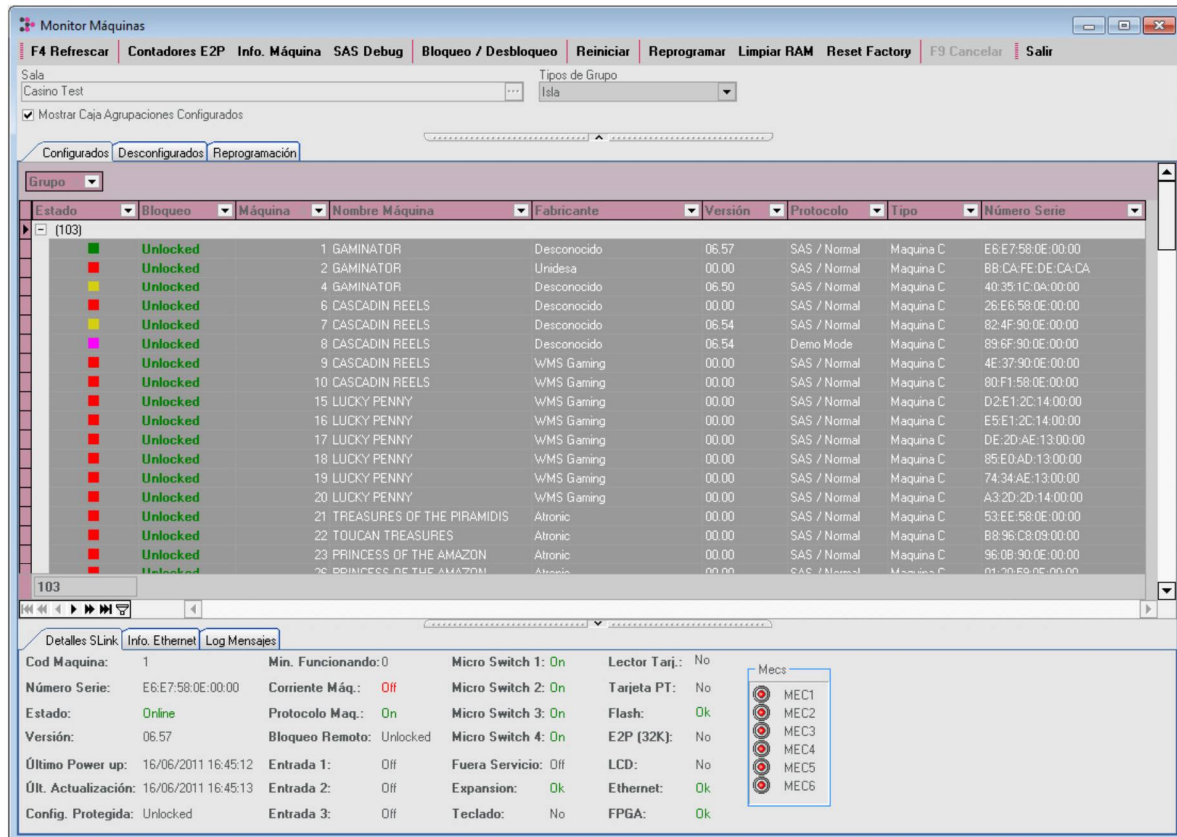 Monitor Máquinas
F4 Refrescar Contadores E2P Info. Máquina SAS Debug Bloqueo / Desbloqueo Reiniciar Reprogramar Limpiar RAM Reset Factory F9 Cancelar Salir
Sala Tipos de Grupo
Casino Test ... Isla
Mostrar Caja Agrupaciones Configurados
Configurados Desconfigurados Reprogramación
Grupo
Estado Bloqueo Máquina Nombre Máquina Fabricante Versión Protocolo Tipo Número Serie
(103)
Unlocked 1 GAMINATOR Desconocido 06.57 SAS / Normal Maquina C E6:E7:58:0E:00:00
Unlocked 2 GAMINATOR Unidesa 00.00 SAS / Normal Maquina C BB:CA:FE:DE:CA:CA
Unlocked 4 GAMINATOR Desconocido 06.50 SAS / Normal Maquina C 40:35:1C:0A:00:00
Unlocked 6 CASCADIN REELS Desconocido 00.00 SAS / Normal Maquina C 26:E6:58:0E:00:00
Unlocked 7 CASCADIN REELS Desconocido 06.54 SAS / Normal Maquina C 82:4F:90:0E:00:00
Unlocked 8 CASCADIN REELS Desconocido 06.54 Demo Mode Maquina C 89:6F:90:0E:00:00
Unlocked 9 CASCADIN REELS WMS Gaming 00.00 SAS / Normal Maquina C 4E:37:90:0E:00:00
Unlocked 10 CASCADIN REELS WMS Gaming 00.00 SAS / Normal Maquina C 80:F1:58:0E:00:00
Unlocked 15 LUCKY PENNY WMS Gaming 00.00 SAS / Normal Maquina C D2:E1:2C:14:00:00
Unlocked 16 LUCKY PENNY WMS Gaming 00.00 SAS / Normal Maquina C E5:E1:2C:14:00:00
Unlocked 17 LUCKY PENNY WMS Gaming 00.00 SAS / Normal Maquina C DE:2D:AE:13:00:00
Unlocked 18 LUCKY PENNY WMS Gaming 00.00 SAS / Normal Maquina C 85:E0:AD:13:00:00
Unlocked 19 LUCKY PENNY WMS Gaming 00.00 SAS / Normal Maquina C 74:34:AE:13:00:00
Unlocked 20 LUCKY PENNY WMS Gaming 00.00 SAS / Normal Maquina C A3:2D:2D:14:00:00
Unlocked 21 TREASURES OF THE PIRAMIDIS Atronic 00.00 SAS / Normal Maquina C 53:EE:58:0E:00:00
Unlocked 22 TOUCAN TREASURES Atronic 00.00 SAS / Normal Maquina C B8:96:C8:09:00:00
Unlocked 23 PRINCESS OF THE AMAZON Atronic 00.00 SAS / Normal Maquina C 96:0B:90:0E:00:00
Unlocked PRINCESS OF THE AMAZON Atronic 00.00 SAS / Normal Maquina C
103
Detalles SLink Info. Ethernet Log Mensajes
Cod Maquina: 1 Min. Funcionando: 0 Micro Switch 1: On Lector Tarj.: No Mecs
Número Serie: E6:E7:58:0E:00:00 Corriente Máq.: Off Micro Switch 2: On Tarjeta PT: No MEC1
Estado: Online Protocolo Maq.: On Micro Switch 3: On Flash: Ok MEC2
Versión: 06.57 Bloqueo Remoto: Unlocked Micro Switch 4: On E2P (32K): No MEC3
MEC4
Último Power up: 16/06/2011 16:45:12 Entrada 1: Off Fuera Servicio: Off LCD: No MEC5
Últ. Actualización: 16/06/2011 16:45:13 Entrada 2: Off Expansion: Ok Ethernet: Ok MEC6
Config. Protegida: Unlocked Entrada 3: Off Teclado: No FPGA: Ok